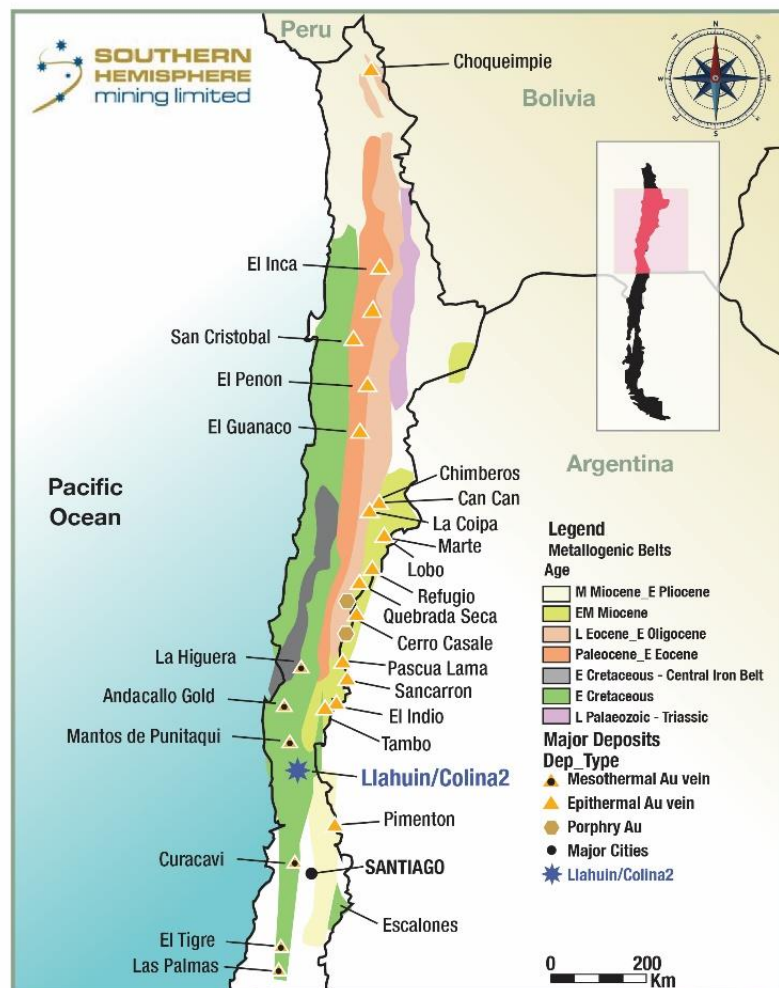 Peru
SOUTHERN
HEMISPHERE
mining limited
Choqueimpie
Bolivia
N
W
E
S
El Inca
San Cristobal
El Penon
El Guanaco
Argentina
Pacific
Ocean
Chimberos
Can Can
La Coipa
Marte
Lobo
Refugio
Quebrada Seca
Cerro Casale
Pascua Lama
Sancarron
El Indio
Tambo
La Higuera
Andacallo Gold
Mantos de Punitaqui
Llahuin/Colina2
Pimenton
Curacavi
SANTIAGO
Escalones
El Tigre
Las Palmas
Legend
Metallogenic Belts
Age
M Miocene_E Pliocene
EM Miocene
L Eocene_E Oligocene
Paleocene_E Eocene
E Cretaceous - Central Iron Belt
E Cretaceous
L Palaeozoic - Triassic
Major Deposits
Dep_Type
Mesothermal Au vein
Epithermal Au vein
Porphry Au
Major Cities
Llahuin/Colina2
0 200
Km